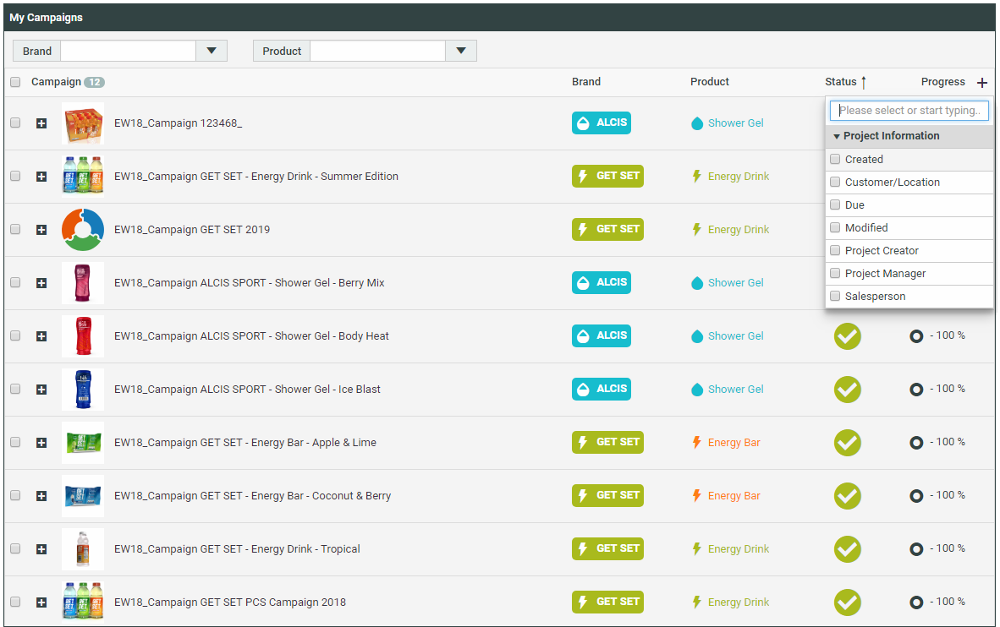 My Campaigns
Brand Product
Campaign 12 Brand Product Status Progress
Please select or start typing..
Project Information
Created
Customer/Location
Due
Modified
Project Creator
Project Manager
Salesperson
EW18_Campaign 123468_ ALCIS Shower Gel
EW18_Campaign GET SET - Energy Drink - Summer Edition GET SET Energy Drink
EW18_Campaign GET SET 2019 GET SET Energy Drink
EW18_Campaign ALCIS SPORT - Shower Gel - Berry Mix ALCIS Shower Gel
EW18_Campaign ALCIS SPORT - Shower Gel - Body Heat ALCIS Shower Gel - 100 %
EW18_Campaign ALCIS SPORT - Shower Gel - Ice Blast ALCIS Shower Gel - 100 %
EW18_Campaign GET SET - Energy Bar - Apple & Lime GET SET Energy Bar - 100 %
EW18_Campaign GET SET - Energy Bar - Coconut & Berry GET SET Energy Bar - 100 %
EW18_Campaign GET SET - Energy Drink - Tropical GET SET Energy Drink - 100 %
EW18_Campaign GET SET PCS Campaign 2018 GET SET Energy Drink - 100 %